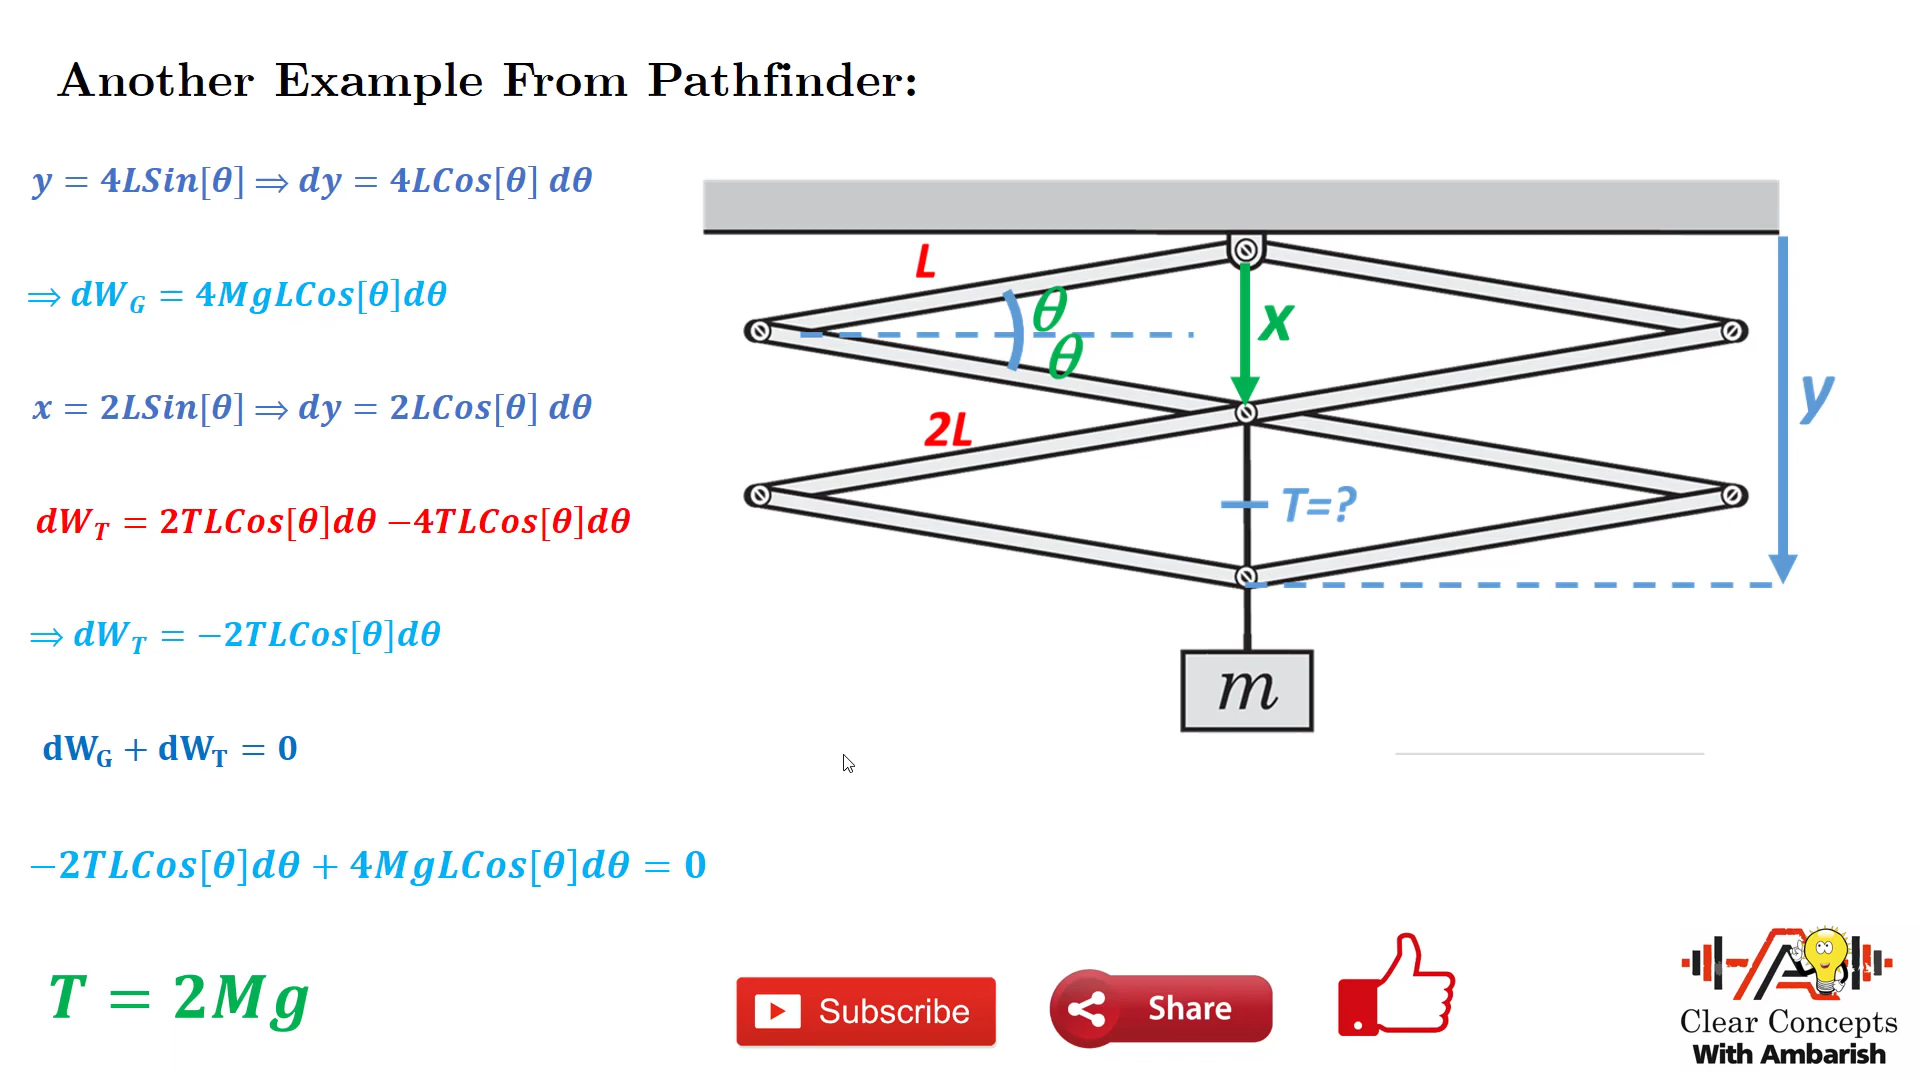 Another Example From Pathfinder:
y = 4LSin[θ] ⇒ dy = 4LCos[θ] dθ
⇒ dW_G = 4MgLCos[θ]dθ
x = 2LSin[θ] ⇒ dy = 2LCos[θ] dθ
dW_T = 2TLCos[θ]dθ −4TLCos[θ]dθ
⇒ dW_T = −2TLCos[θ]dθ
dW_G + dW_T = 0
−2TLCos[θ]dθ + 4MgLCos[θ]dθ = 0
T = 2Mg
L
θ
θ
x
y
2L
T=?
m
Subscribe
Share
Clear Concepts
With Ambarish